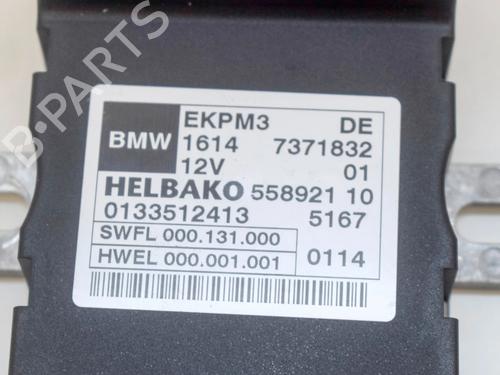 B-PARTS
BMW
EKPM3 DE
1614 7371832
12V 01
HELBAKO 558921 10
0133512413 5167
SWFL 000.131.000
HWEL 000.001.001 0114